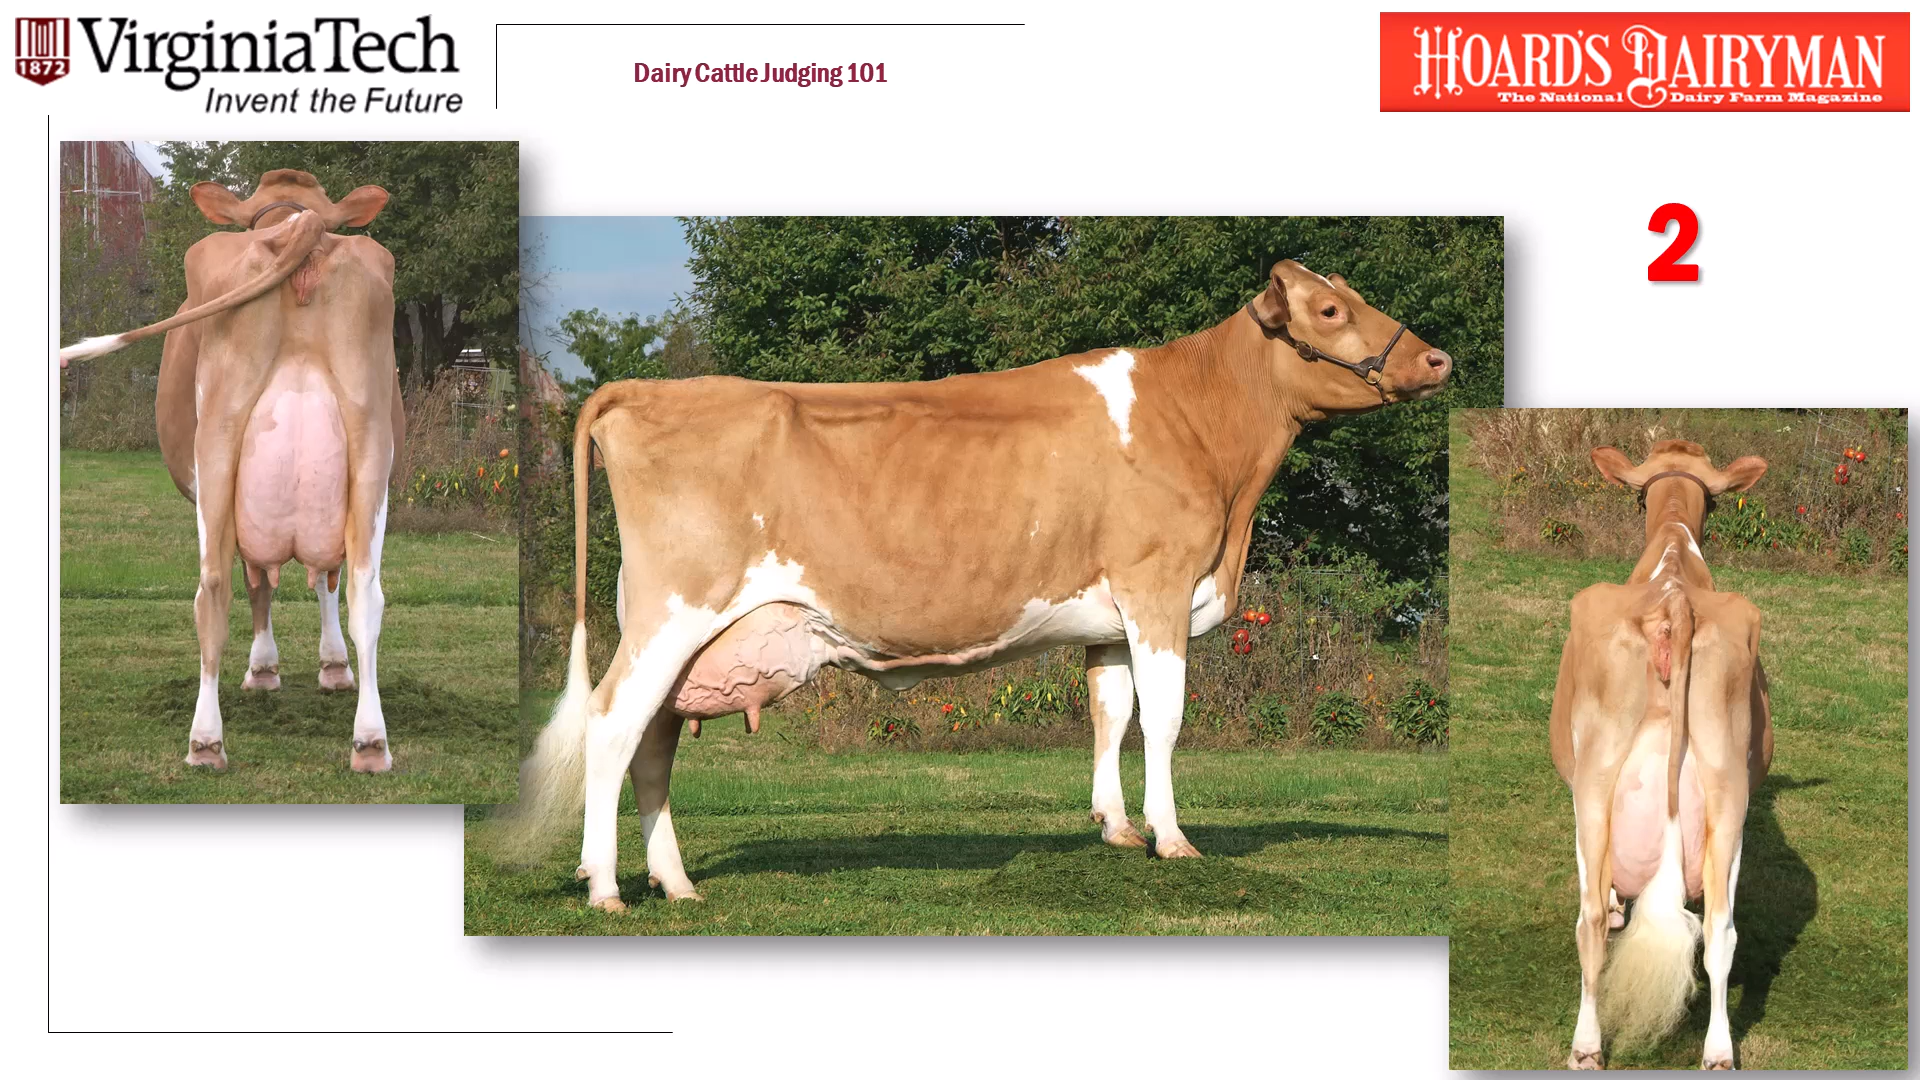 VirginiaTech
1872
Invent the Future
Dairy Cattle Judging 101
HOARD'S DAIRYMAN
The National Dairy Farm Magazine
2